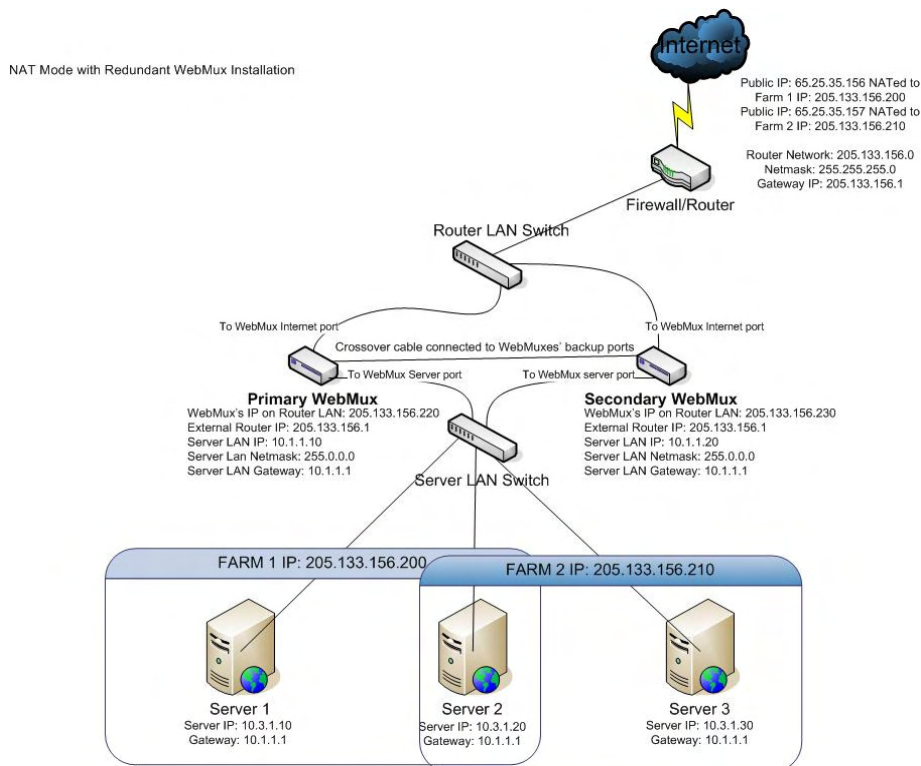 Internet
NAT Mode with Redundant WebMux Installation
Public IP: 65.25.35.156 NATed to
Farm 1 IP: 205.133.156.200
Public IP: 65.25.35.157 NATed to
Farm 2 IP: 205.133.156.210
Router Network: 205.133.156.0
Netmask: 255.255.255.0
Gateway IP: 205.133.156.1
Firewall/Router
Router LAN Switch
To WebMux Internet port
To WebMux Internet port
Crossover cable connected to WebMuxes' backup ports
To WebMux Server port
To WebMux server port
Primary WebMux
WebMux's IP on Router LAN: 205.133.156.220
External Router IP: 205.133.156.1
Server LAN IP: 10.1.1.10
Server Lan Netmask: 255.0.0.0
Server LAN Gateway: 10.1.1.1
Secondary WebMux
WebMux's IP on Router LAN: 205.133.156.230
External Router IP: 205.133.156.1
Server LAN IP: 10.1.1.20
Server LAN Netmask: 255.0.0.0
Server LAN Gateway: 10.1.1.1
Server LAN Switch
FARM 1 IP: 205.133.156.200
FARM 2 IP: 205.133.156.210
Server 1
Server IP: 10.3.1.10
Gateway: 10.1.1.1
Server 2
Server IP: 10.3.1.20
Gateway: 10.1.1.1
Server 3
Server IP: 10.3.1.30
Gateway: 10.1.1.1